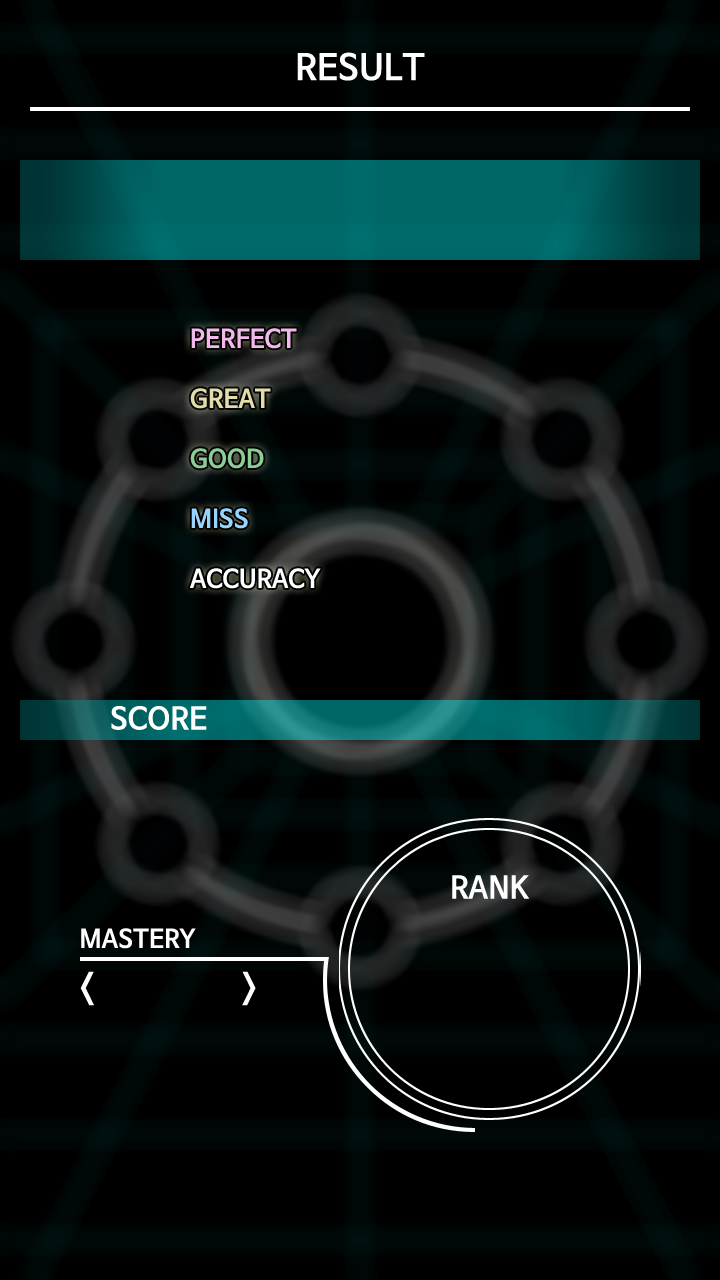 RESULT
PERFECT
GREAT
GOOD
MISS
ACCURACY
SCORE
RANK
MASTERY
〈 〉